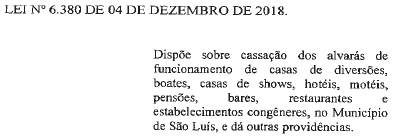 LEI Nº 6.380 DE 04 DE DEZEMBRO DE 2018.
Dispõe sobre cassação dos alvarás de
funcionamento de casas de diversões,
boates, casas de shows, hotéis, motéis,
pensões, bares, restaurantes e
estabelecimentos congêneres, no Município
de São Luís, e dá outras providências.